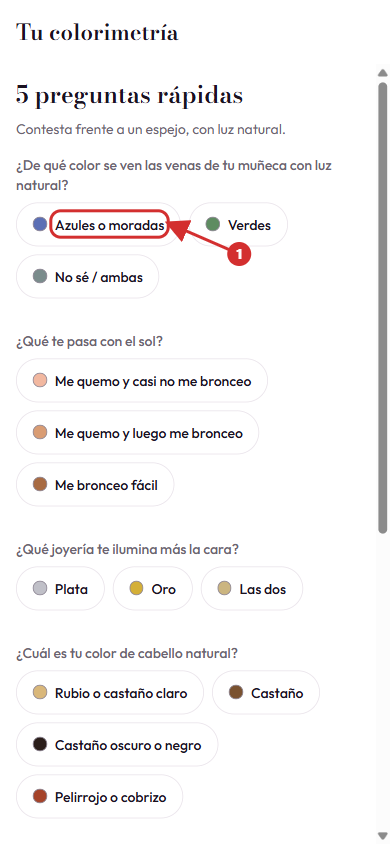 Tu colorimetría
5 preguntas rápidas
Contesta frente a un espejo, con luz natural.
¿De qué color se ven las venas de tu muñeca con luz
natural?
Azules o moradas
Verdes
1
No sé / ambas
¿Qué te pasa con el sol?
Me quemo y casi no me bronceo
Me quemo y luego me bronceo
Me bronceo fácil
¿Qué joyería te ilumina más la cara?
Plata
Oro
Las dos
¿Cuál es tu color de cabello natural?
Rubio o castaño claro
Castaño
Castaño oscuro o negro
Pelirrojo o cobrizo